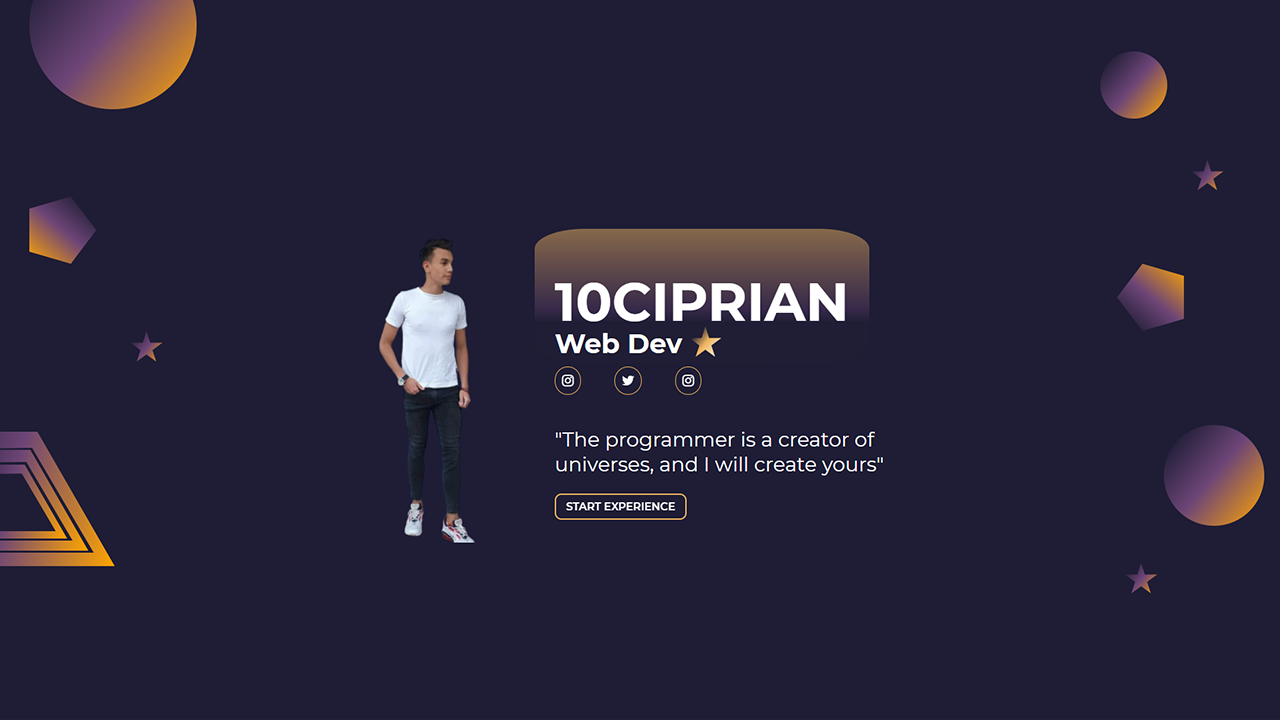 10CIPRIAN
Web Dev
"The programmer is a creator of
universes, and I will create yours"
START EXPERIENCE